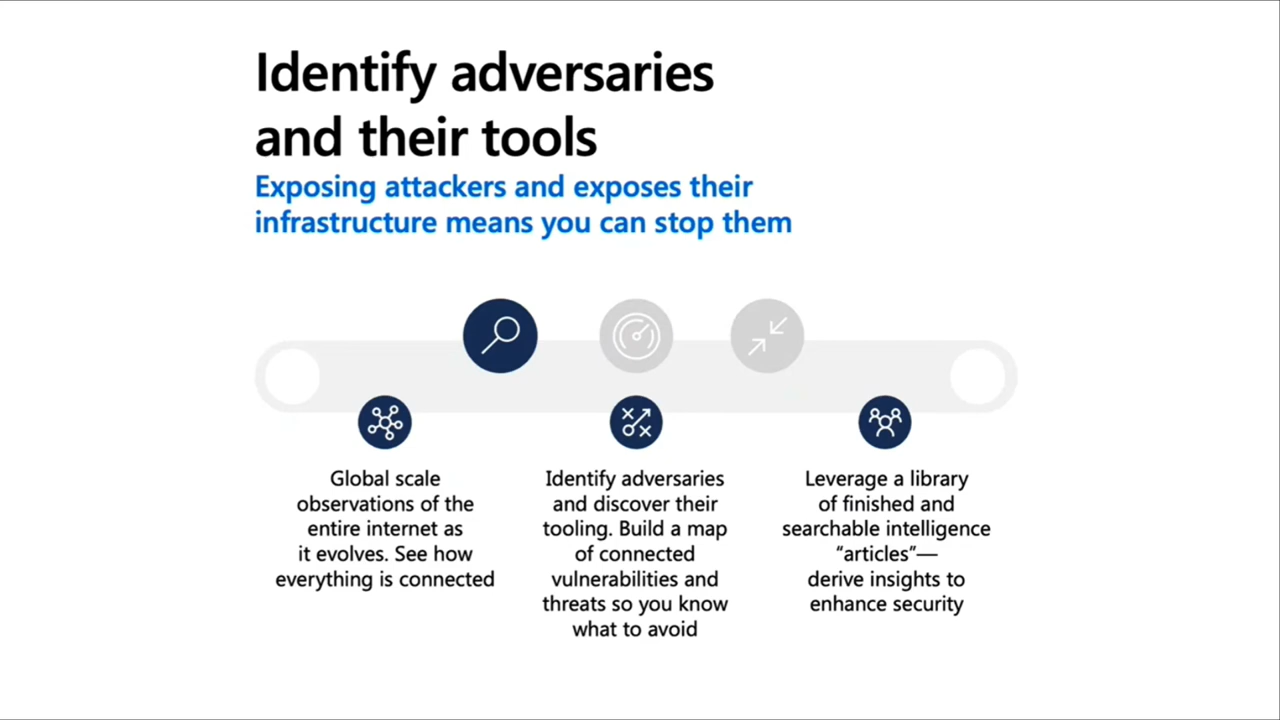 Identify adversaries
and their tools
Exposing attackers and exposes their
infrastructure means you can stop them
Global scale
observations of the
entire internet as
it evolves. See how
everything is connected
Identify adversaries
and discover their
tooling. Build a map
of connected
vulnerabilities and
threats so you know
what to avoid
Leverage a library
of finished and
searchable intelligence
“articles”—
derive insights to
enhance security